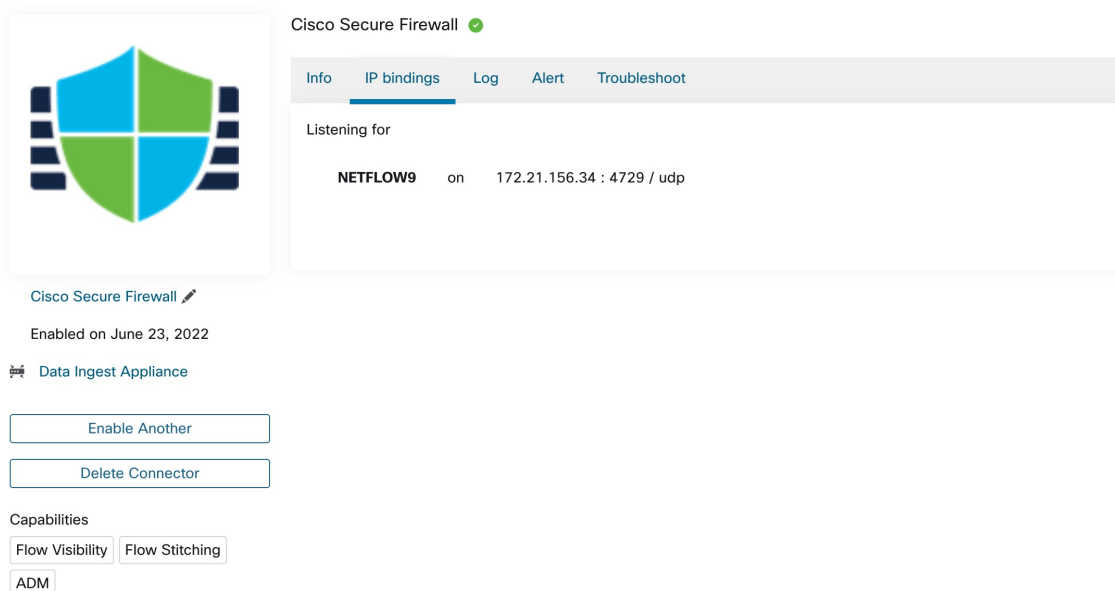 Cisco Secure Firewall
Info IP bindings Log Alert Troubleshoot
Listening for
NETFLOW9 on 172.21.156.34 : 4729 / udp
Cisco Secure Firewall
Enabled on June 23, 2022
Data Ingest Appliance
Enable Another
Delete Connector
Capabilities
Flow Visibility Flow Stitching
ADM